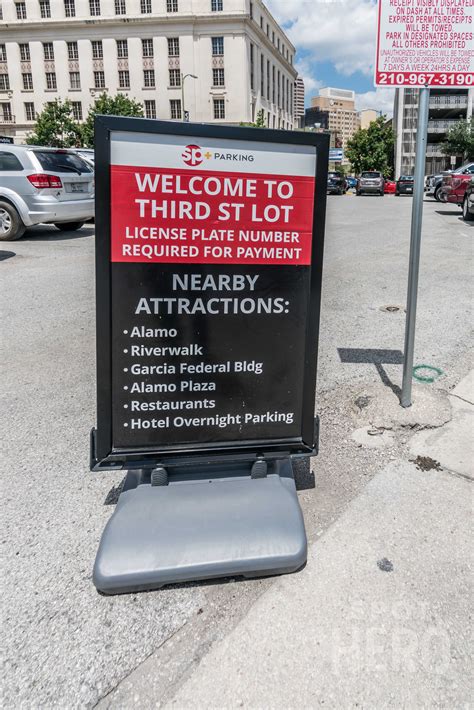 RECEIPT VISIBLY DISPLAYED
ON DASH AT ALL TIMES.
EXPIRED PERMITS/RECEIPTS
WILL BE TOWED.
PARK IN DESIGNATED SPACES
ALL OTHERS PROHIBITED
UNAUTHORIZED VEHICLES WILL BE TOWED
AT OWNER'S OR OPERATOR'S EXPENSE
7 DAYS A WEEK 24HRS A DAY
210-967-3190
sp+ PARKING
WELCOME TO
THIRD ST LOT
LICENSE PLATE NUMBER
REQUIRED FOR PAYMENT
NEARBY
ATTRACTIONS:
• Alamo
• Riverwalk
• Garcia Federal Bldg
• Alamo Plaza
• Restaurants
• Hotel Overnight Parking
SPOT
HERO